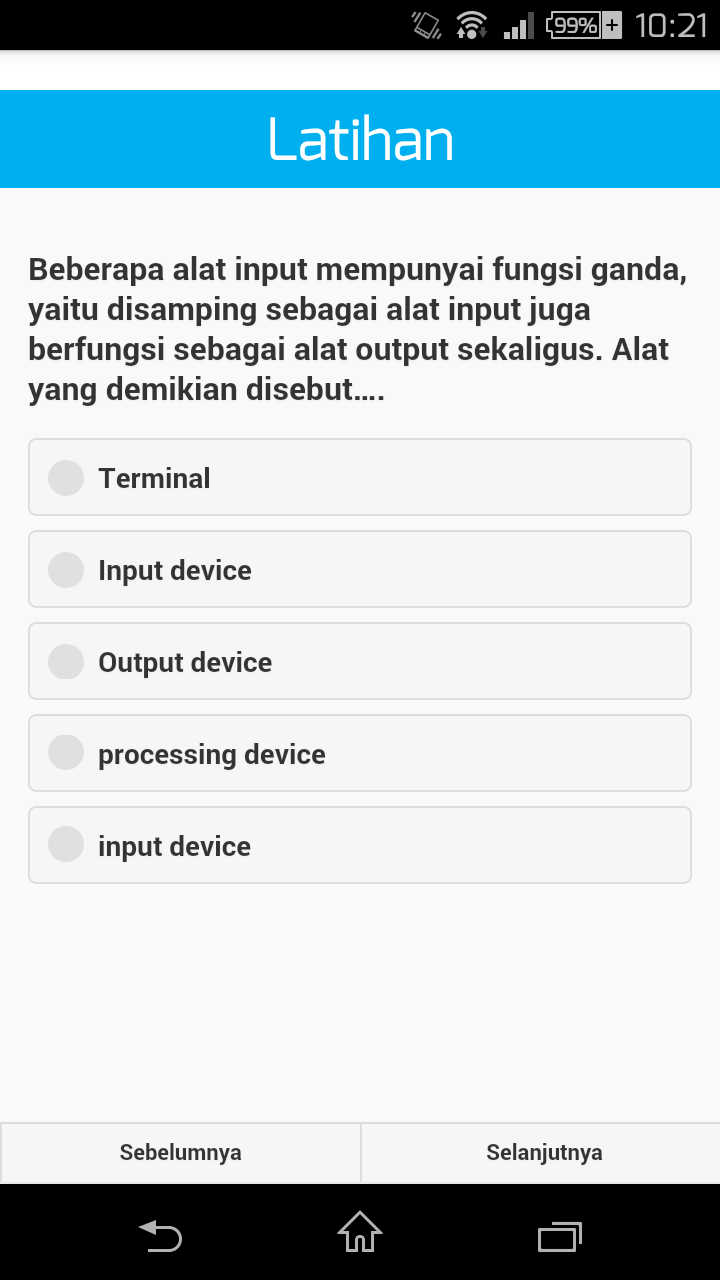 99% 10:21
Latihan
Beberapa alat input mempunyai fungsi ganda,
yaitu disamping sebagai alat input juga
berfungsi sebagai alat output sekaligus. Alat
yang demikian disebut....
Terminal
Input device
Output device
processing device
input device
Sebelumnya Selanjutnya